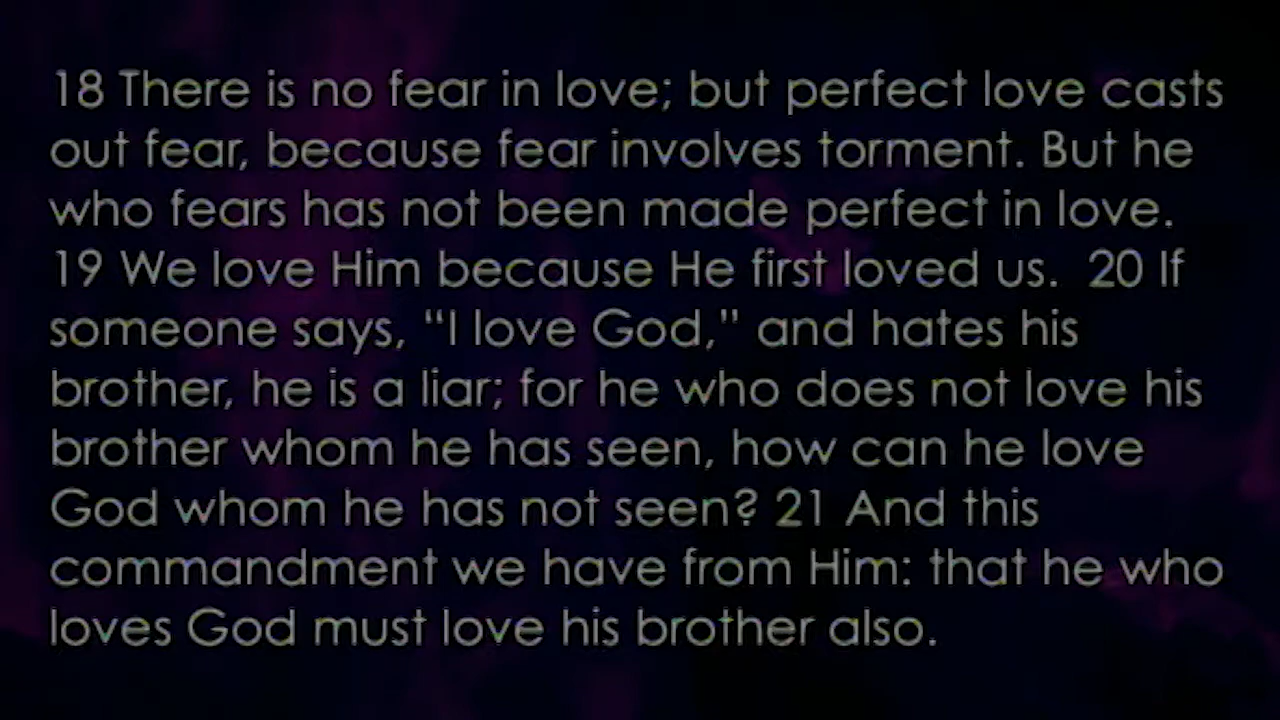 18 There is no fear in love; but perfect love casts
out fear, because fear involves torment. But he
who fears has not been made perfect in love.
19 We love Him because He first loved us.  20 If
someone says, “I love God,” and hates his
brother, he is a liar; for he who does not love his
brother whom he has seen, how can he love
God whom he has not seen? 21 And this
commandment we have from Him: that he who
loves God must love his brother also.